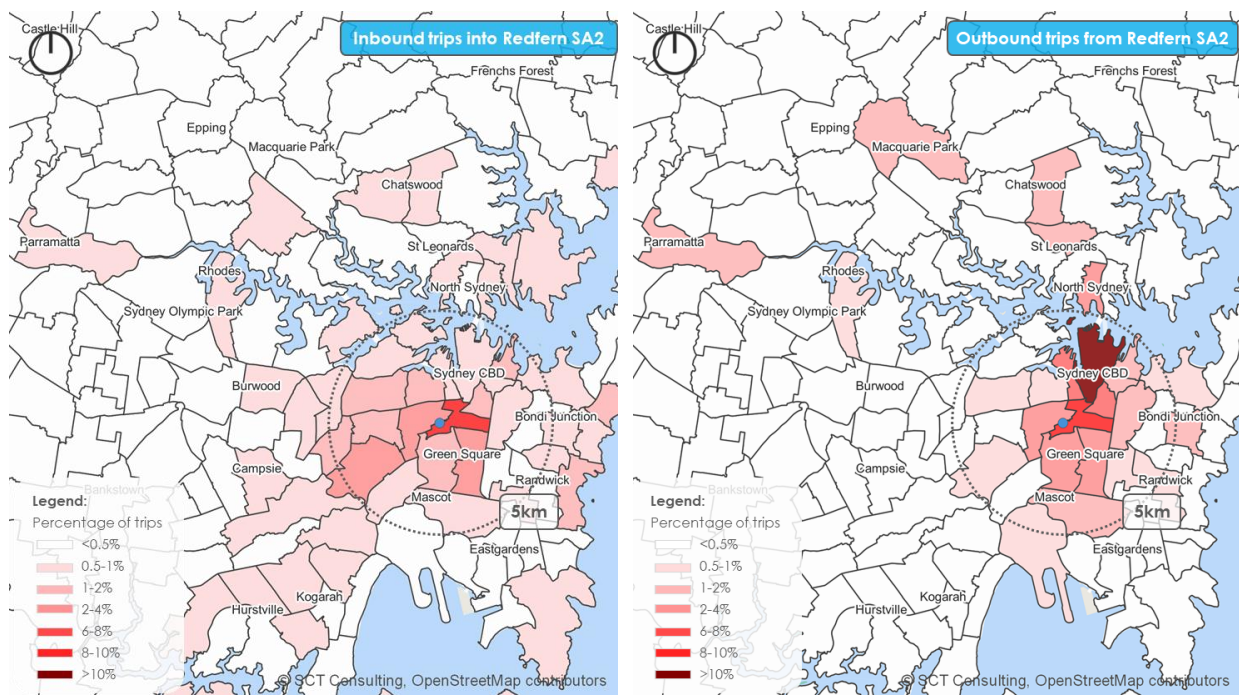 Inbound trips into Redfern SA2
Castle Hill
Frenchs Forest
Epping
Macquarie Park
Chatswood
Parramatta
St Leonards
Rhodes
North Sydney
Sydney Olympic Park
Sydney CBD
Burwood
Bondi Junction
Green Square
Campsie
Randwick
Bankstown
Mascot
Legend:
5km
Percentage of trips
<0.5%
0.5-1%
1-2%
2-4%
6-8%
8-10%
>10%
Eastgardens
Kogarah
Hurstville
© SCT Consulting, OpenStreetMap contributors
Outbound trips from Redfern SA2
Castle Hill
Frenchs Forest
Epping
Macquarie Park
Chatswood
Parramatta
St Leonards
Rhodes
North Sydney
Sydney Olympic Park
Sydney CBD
Burwood
Bondi Junction
Green Square
Campsie
Randwick
Bankstown
Mascot
Legend:
5km
Percentage of trips
<0.5%
0.5-1%
1-2%
2-4%
6-8%
8-10%
>10%
Eastgardens
Kogarah
Hurstville
© SCT Consulting, OpenStreetMap contributors